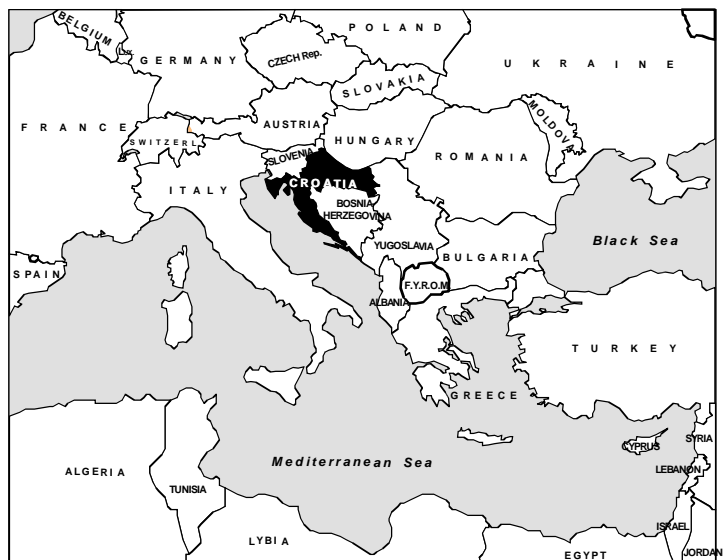 BELGIUM
POLAND
Lux.
GERMANY
CZECH Rep.
UKRAINE
SLOVAKIA
FRANCE
AUSTRIA
MOLDOVA
SWITZERL
HUNGARY
SLOVENIA
ROMANIA
CROATIA
ITALY
BOSNIA
HERZEGOVINA
Black Sea
YUGOSLAVIA
BULGARIA
SPAIN
F.Y.R.O.M
ALBANIA
TURKEY
GREECE
SYRIA
CYPRUS
Mediterranean Sea
LEBANON
ALGERIA
TUNISIA
ISRAEL
LYBIA
EGYPT
JORDAN